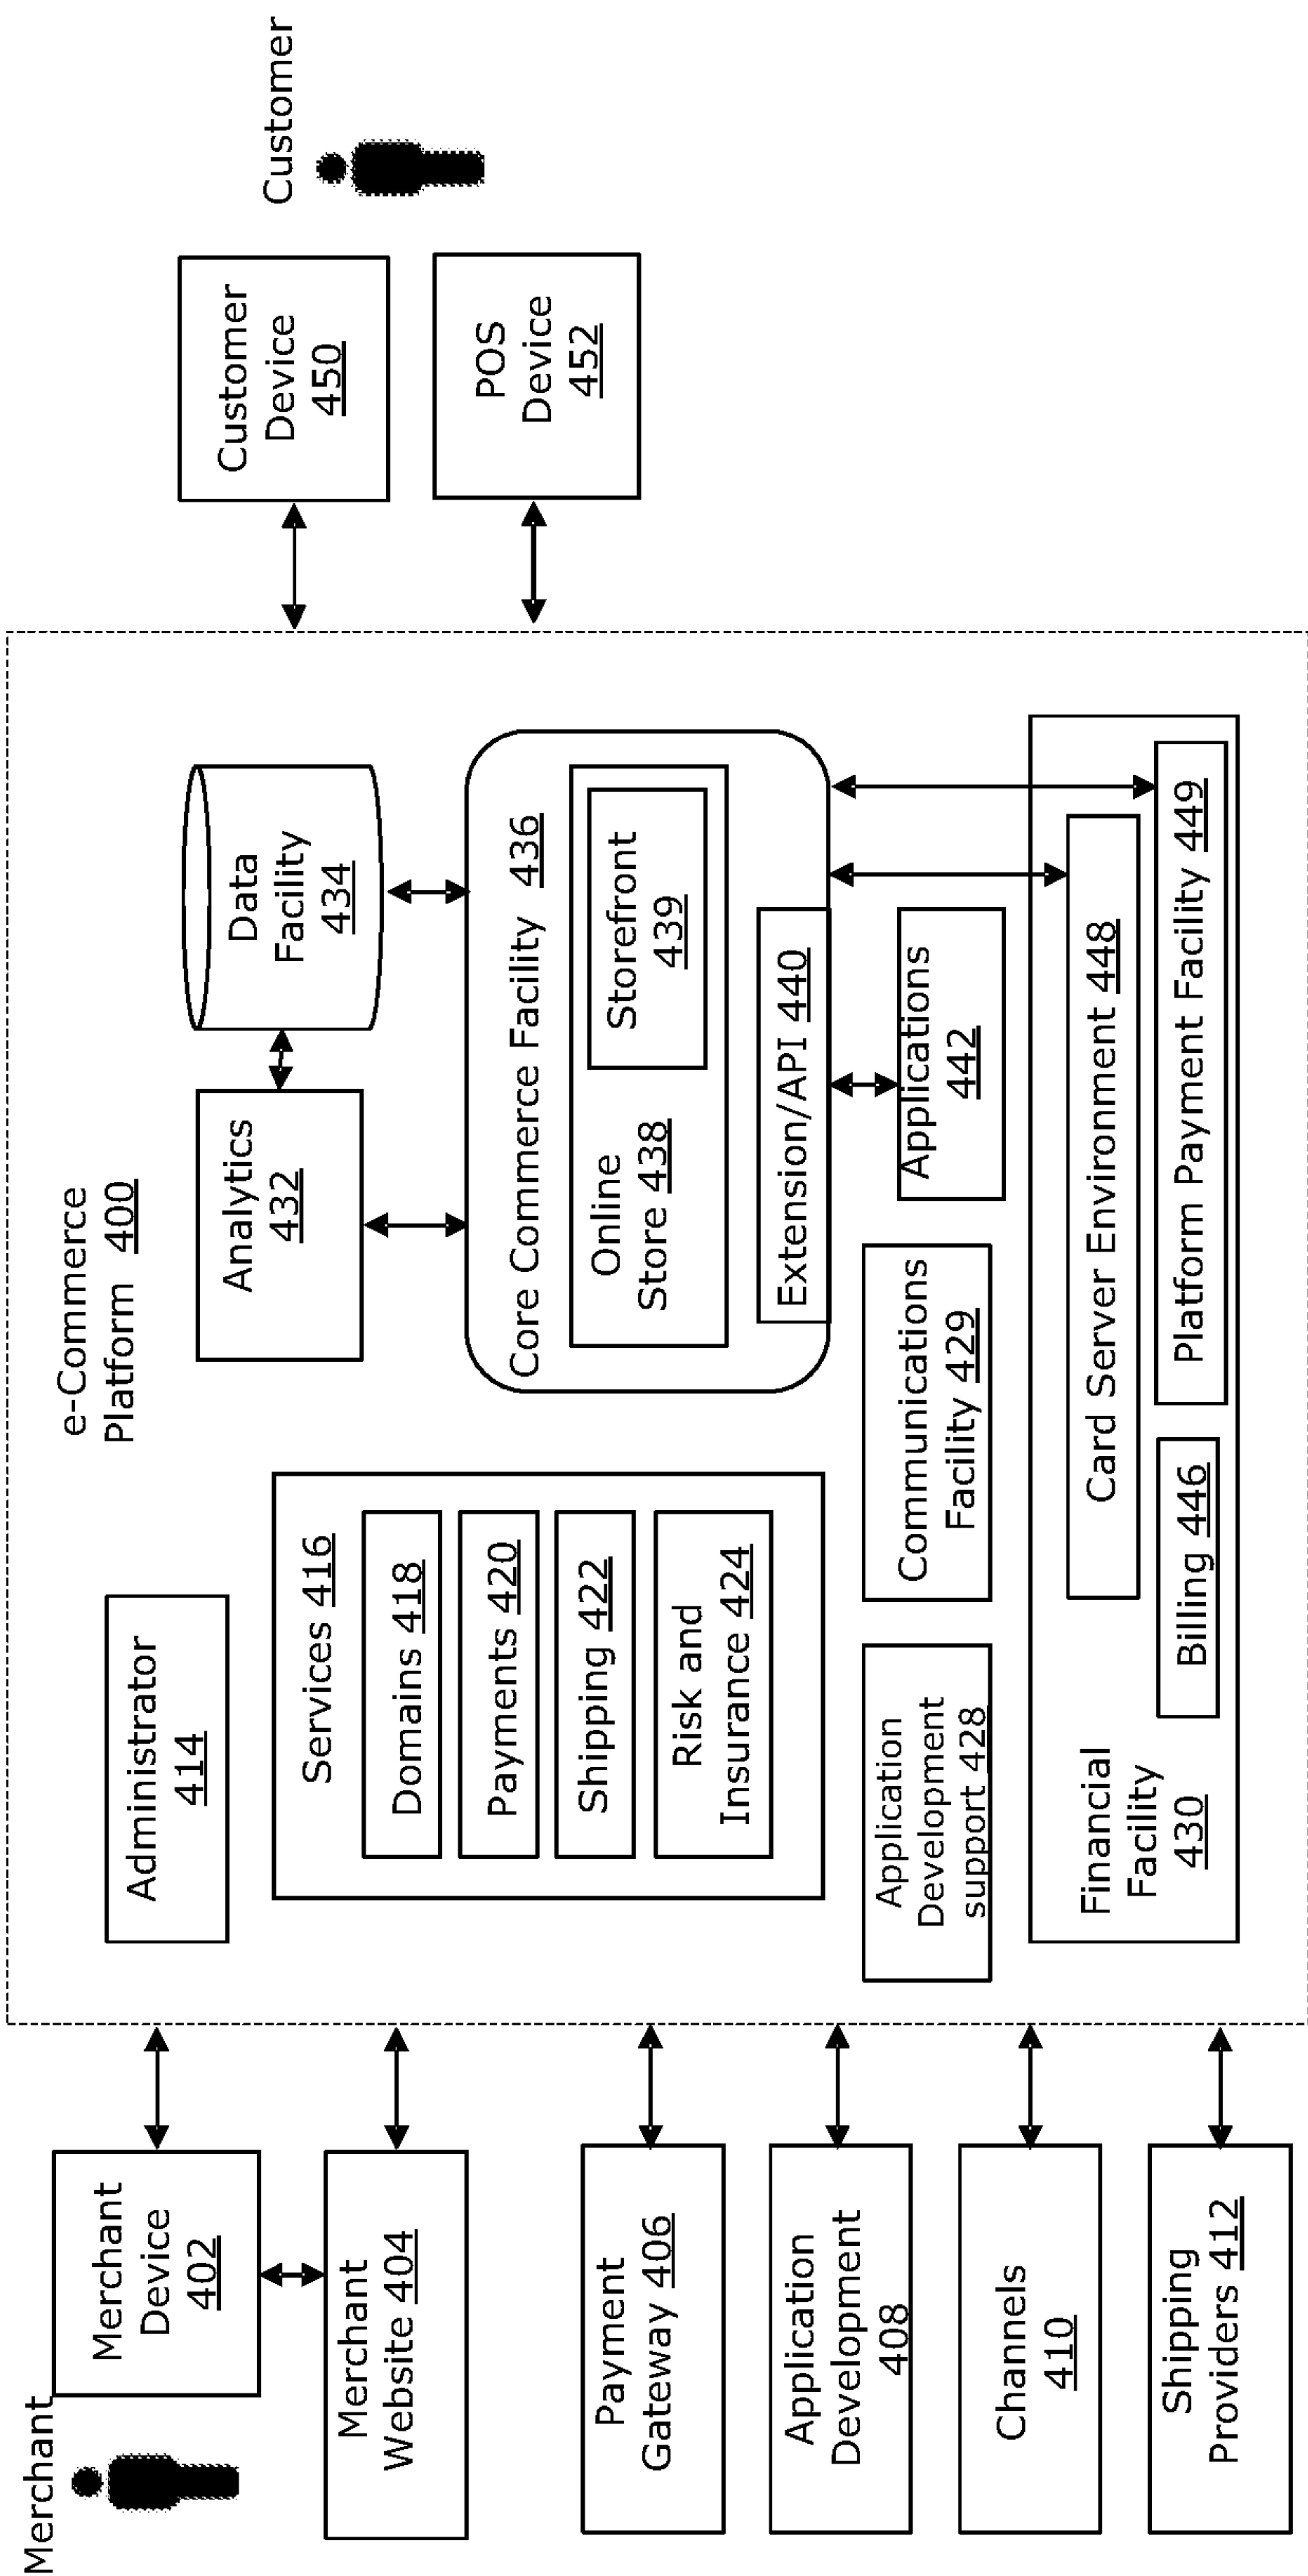 Merchant
Merchant
Device
402
Merchant
Website 404
Payment
Gateway 406
Application
Development
408
Channels
410
Shipping
Providers 412
e-Commerce
Platform 400
Administrator
414
Services 416
Domains 418
Payments 420
Shipping 422
Risk and
Insurance 424
Application
Development
support 428
Communications
Facility 429
Analytics
432
Data
Facility
434
Core Commerce Facility 436
Online
Store 438
Storefront
439
Extension/API 440
Applications
442
Financial
Facility
430
Card Server Environment 448
Billing 446
Platform Payment Facility 449
Customer
Device
450
POS
Device
452
Customer